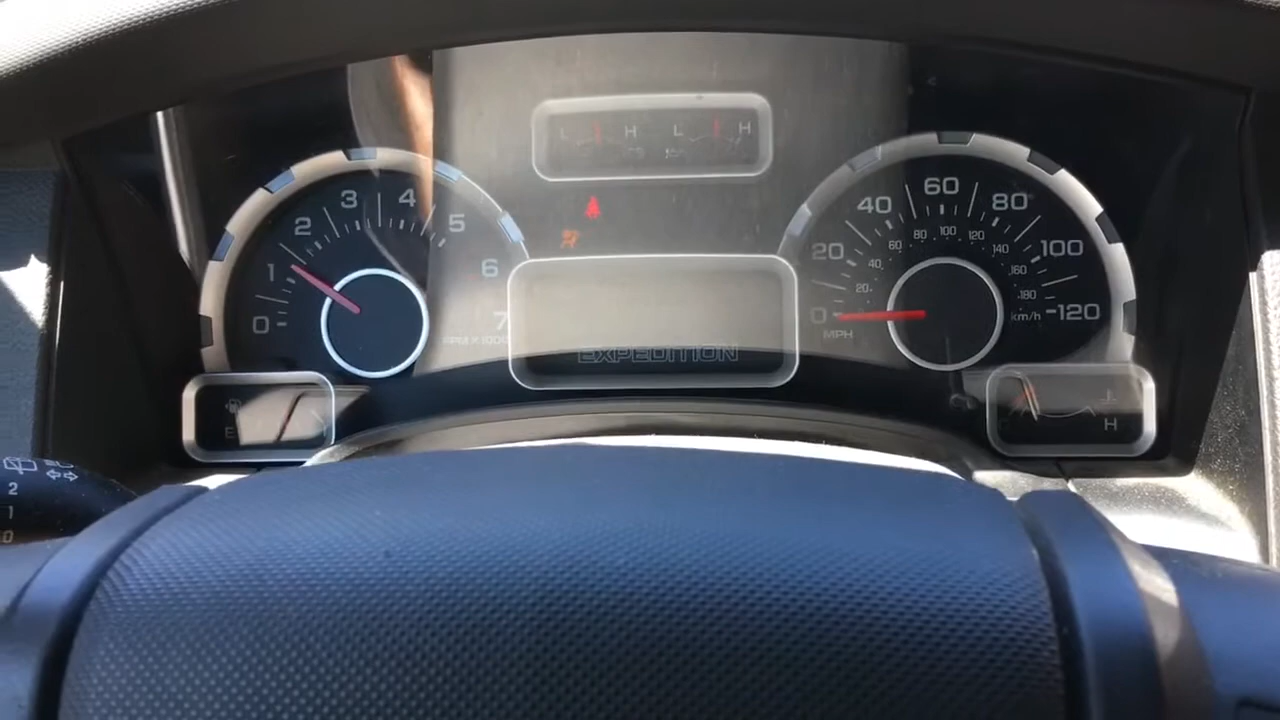 L H L H
0 1 2 3 4 5 6 7
RPM X 1000
0 20 40 60 80 100 120
20 40 60 80 100 120 140 160 180
MPH
km/h
EXPEDITION
E
H
2
1
0